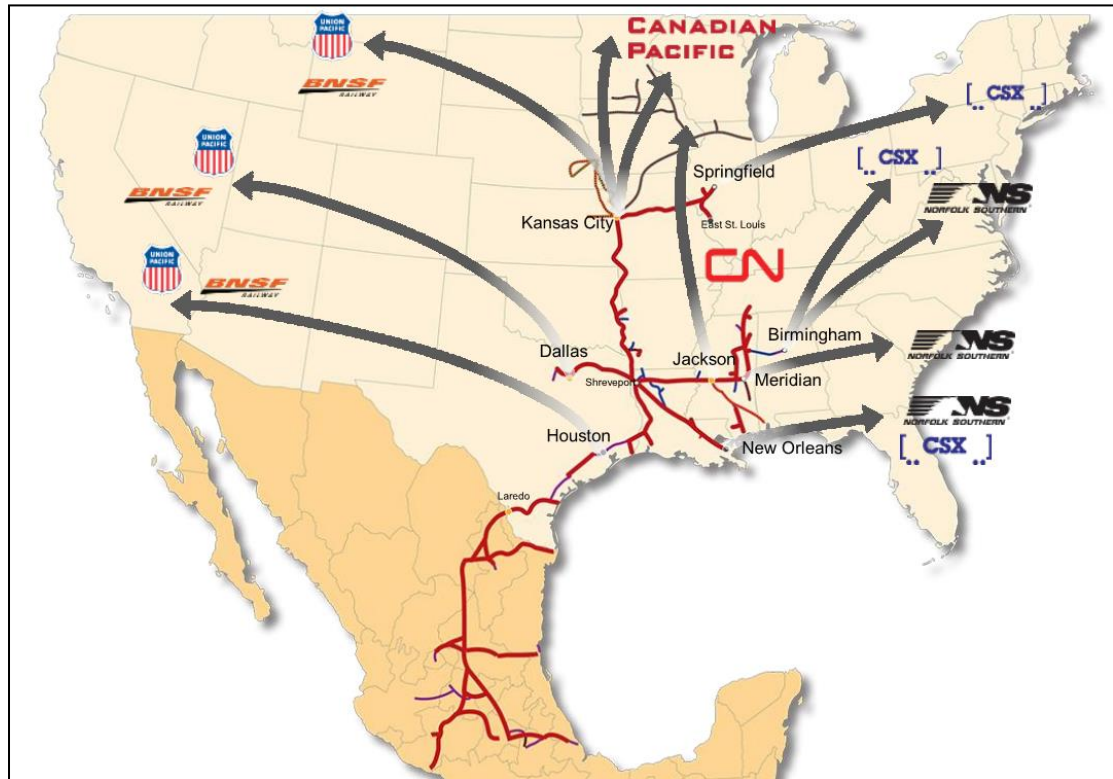 UNION
PACIFIC
BNSF
RAILWAY
CANADIAN
PACIFIC
CSX
UNION
PACIFIC
BNSF
RAILWAY
CSX
NS
NORFOLK SOUTHERN
Springfield
Kansas City
East St. Louis
UNION
PACIFIC
BNSF
RAILWAY
CN
Birmingham
NS
NORFOLK SOUTHERN
Dallas
Jackson
Shreveport
Meridian
NS
NORFOLK SOUTHERN
Houston
New Orleans
CSX
Laredo